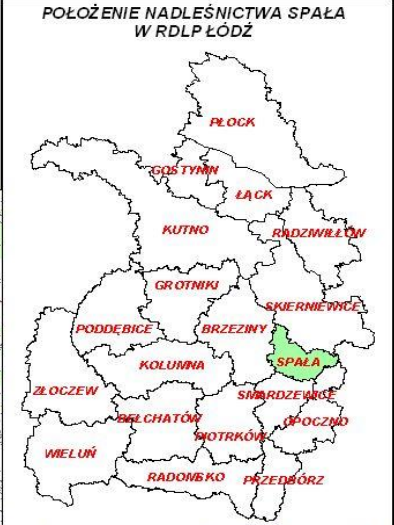 POŁOŻENIE NADLEŚNICTWA SPAŁA
W RDLP ŁÓDŹ
PŁOCK
GOSTYNIN
ŁĄCK
KUTNO
RADZIWIŁŁÓW
GROTNIKI
SKIERNIEWICE
PODDĘBICE
BRZEZINY
KOLUMNA
SPAŁA
ZŁOCZEW
SMARDZEWICE
BEŁCHATÓW
OPOCZNO
PIOTRKÓW
WIELUŃ
RADOMSKO
PRZEDBÓRZ